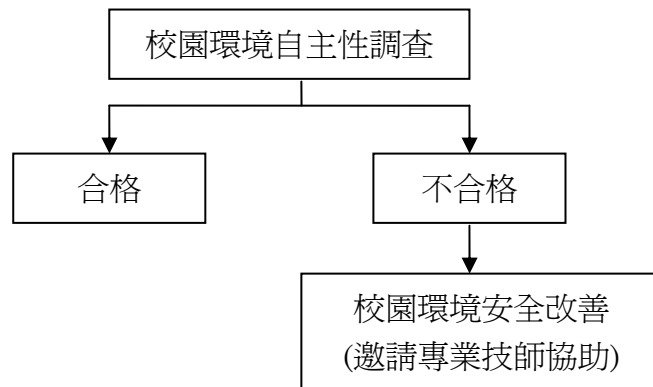 校園環境自主性調查
合格
不合格
校園環境安全改善
(邀請專業技師協助)